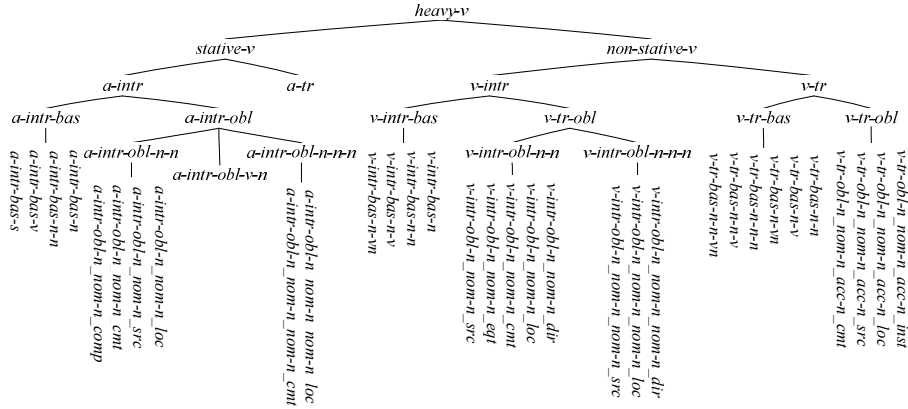 heavy-v
stative-v non-stative-v
a-intr a-tr v-intr v-tr
a-intr-bas a-intr-obl v-intr-bas v-tr-obl v-tr-bas v-tr-obl
a-intr-obl-n-n a-intr-obl-n-n-n v-intr-obl-n-n v-intr-obl-n-n-n
a-intr-obl-v-n
a-intr-bas-s
a-intr-bas-v
a-intr-bas-n-n
a-intr-bas-n
a-intr-obl-n_nom-n_comp
a-intr-obl-n_nom-n_cmt
a-intr-obl-n_nom-n_src
a-intr-obl-n_nom-n_loc
a-intr-obl-n_nom-n_nom-n_cmt
a-intr-obl-n_nom-n_nom-n_loc
v-intr-bas-n-vn
v-intr-bas-n-v
v-intr-bas-n-n
v-intr-bas-n
v-intr-obl-n_nom-n_src
v-intr-obl-n_nom-n_eqt
v-intr-obl-n_nom-n_cmt
v-intr-obl-n_nom-n_loc
v-intr-obl-n_nom-n_dir
v-intr-obl-n_nom-n_nom-n_src
v-intr-obl-n_nom-n_nom-n_loc
v-intr-obl-n_nom-n_nom-n_dir
v-tr-bas-n-n-vn
v-tr-bas-n-n-v
v-tr-bas-n-n-n
v-tr-bas-n-vn
v-tr-bas-n-v
v-tr-bas-n-n
v-tr-obl-n_nom-n_acc-n_cmt
v-tr-obl-n_nom-n_acc-n_src
v-tr-obl-n_nom-n_acc-n_loc
v-tr-obl-n_nom-n_acc-n_inst